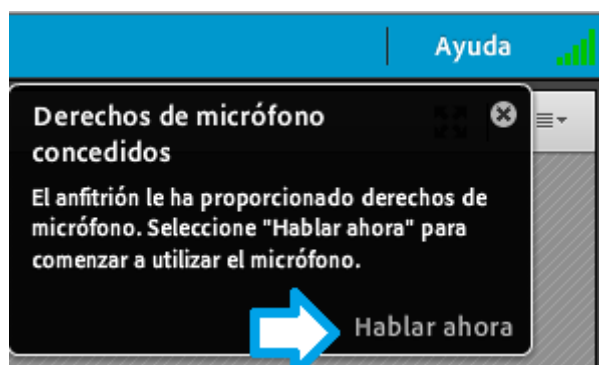 Ayuda
Derechos de micrófono
concedidos
El anfitrión le ha proporcionado derechos de
micrófono. Seleccione "Hablar ahora" para
comenzar a utilizar el micrófono.
Hablar ahora